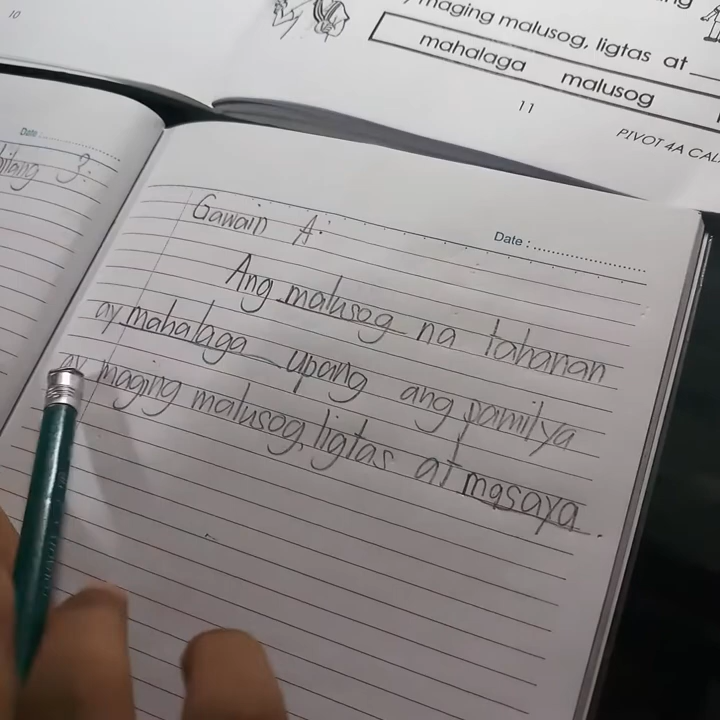 10
maging malusog, ligtas at
mahalaga malusog
11
PIVOT 4A CAL
Date
3.
Gawain A.
Date :
Ang malusog na tahanan
ay mahalaga upang ang pamilya
ay maging malusog, ligtas at masaya.